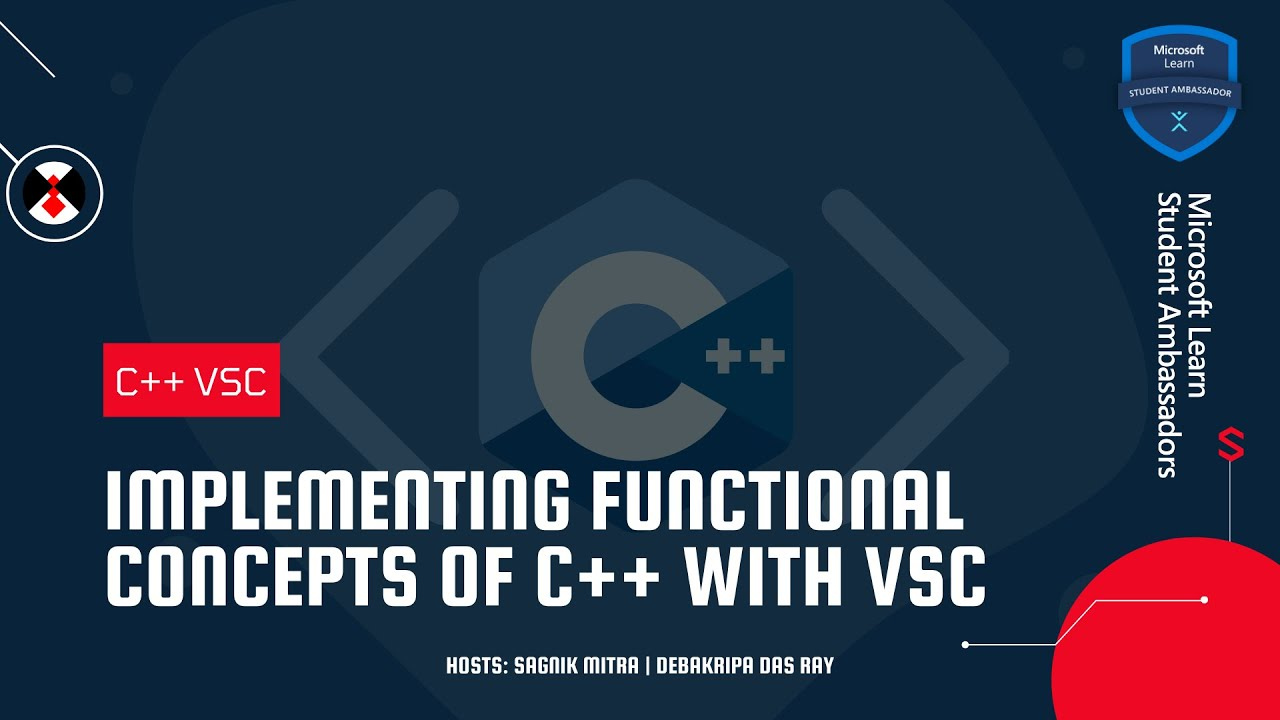 Microsoft
Learn
STUDENT AMBASSADOR
Microsoft Learn
Student Ambassadors
C++
C++ VSC
IMPLEMENTING FUNCTIONAL
CONCEPTS OF C++ WITH VSC
HOSTS: SAGNIK MITRA | DEBAKRIPA DAS RAY